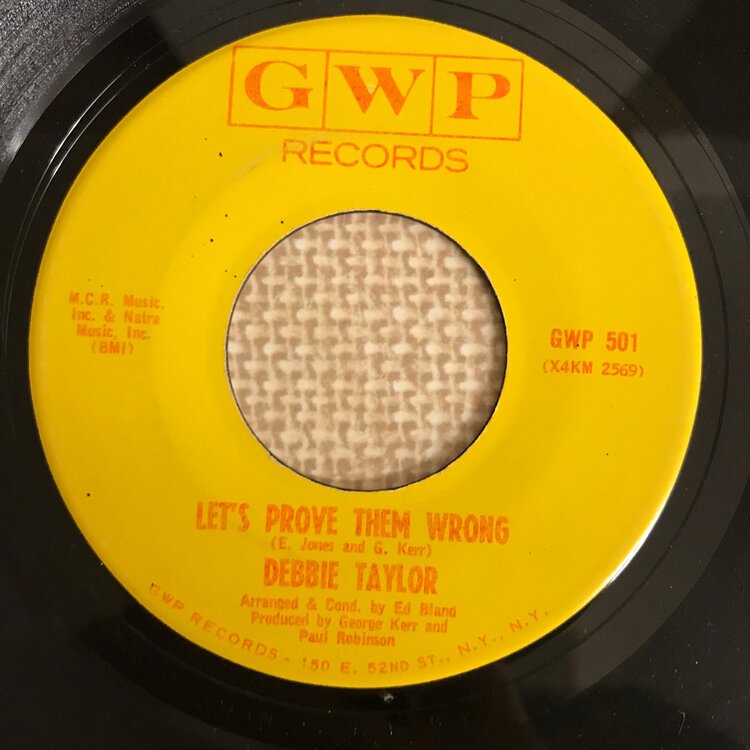 GWP
RECORDS
M.C.R. Music,
Inc. & Natra
Music, Inc.
(BMI)
GWP 501
(X4KM 2569)
LET'S PROVE THEM WRONG
(E. Jones and G. Kerr)
DEBBIE TAYLOR
Arranged & Cond. by Ed Bland
Produced by George Kerr and
Paul Robinson
GWP RECORDS - 150 E. 52ND ST., N.Y., N.Y.